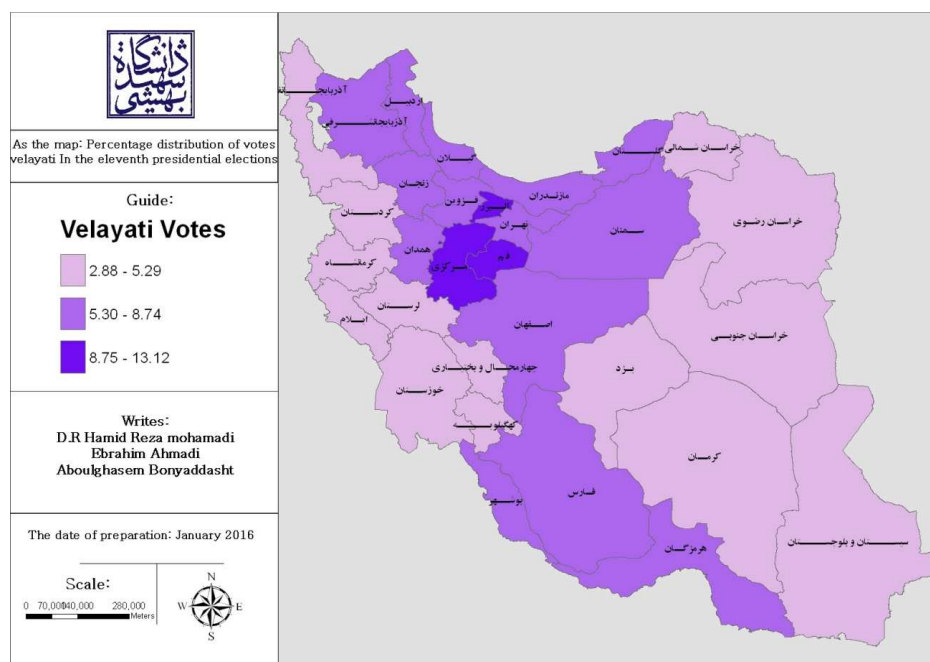 دانشگاه
شهید
بهشتی
As the map: Percentage distribution of votes
velayati In the eleventh presidential elections
Guide:
Velayati Votes
2.88 - 5.29
5.30 - 8.74
8.75 - 13.12
Writes:
D.R Hamid Reza mohamadi
Ebrahim Ahmadi
Aboulghasem Bonyaddasht
The date of preparation: January 2016
Scale:
N
W E
S
0 70,000 140,000 280,000
Meters
اردبیل
گیلان
زنجان
قزوین
مازندران
گلستان
خراسان شمالی
خراسان رضوی
تهران
سمنان
کردستان
همدان
مرکزی
قم
کرمانشاه
لرستان
ایلام
اصفهان
خراسان جنوبی
چهارمحال و بختیاری
یزد
خوزستان
کهگیلویه
کرمان
فارس
بوشهر
هرمزگان
سیستان و بلوچستان